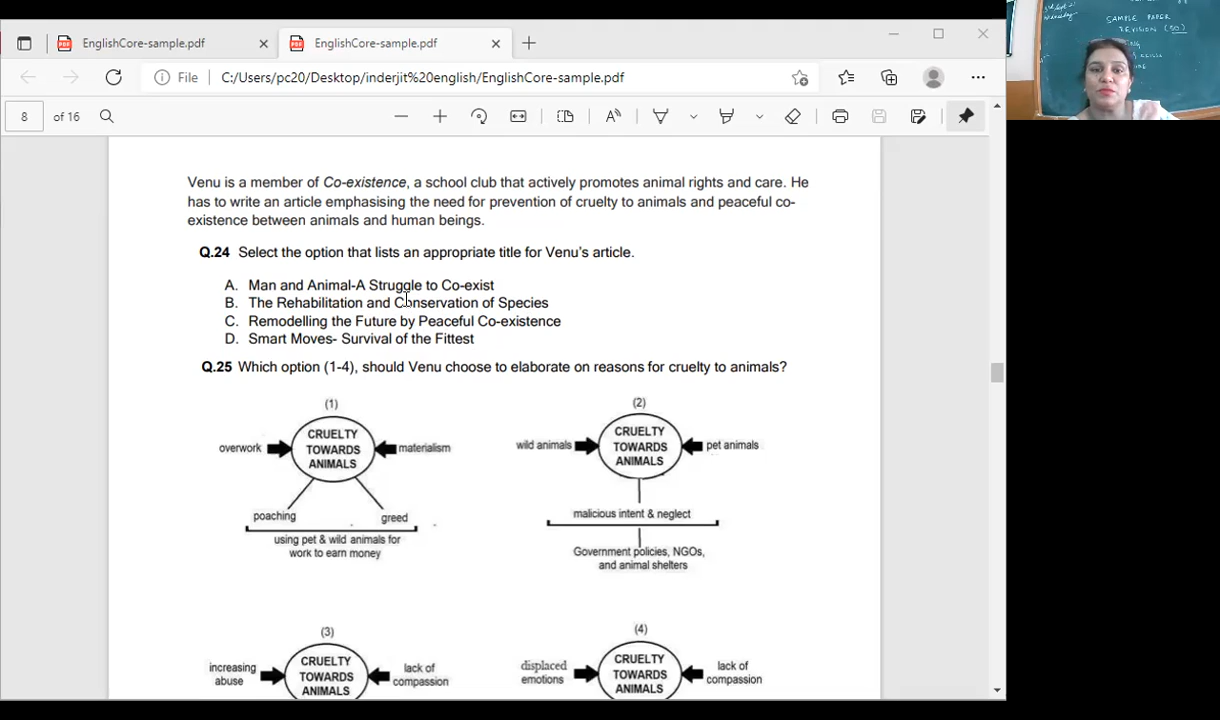 EnglishCore-sample.pdf
EnglishCore-sample.pdf
File C:/Users/pc20/Desktop/inderjit%20english/EnglishCore-sample.pdf
8 of 16
Venu is a member of Co-existence, a school club that actively promotes animal rights and care. He
has to write an article emphasising the need for prevention of cruelty to animals and peaceful co-
existence between animals and human beings.
Q.24 Select the option that lists an appropriate title for Venu's article.
A. Man and Animal-A Struggle to Co-exist
B. The Rehabilitation and Conservation of Species
C. Remodelling the Future by Peaceful Co-existence
D. Smart Moves- Survival of the Fittest
Q.25 Which option (1-4), should Venu choose to elaborate on reasons for cruelty to animals?
(1)
CRUELTY
TOWARDS
ANIMALS
overwork
materialism
poaching
greed
using pet & wild animals for
work to earn money
(2)
CRUELTY
TOWARDS
ANIMALS
wild animals
pet animals
malicious intent & neglect
Government policies, NGOs,
and animal shelters
(3)
CRUELTY
TOWARDS
ANIMALS
increasing
abuse
lack of
compassion
(4)
CRUELTY
TOWARDS
ANIMALS
displaced
emotions
lack of
compassion
Wednesday
SAMPLE PAPER
REVISION